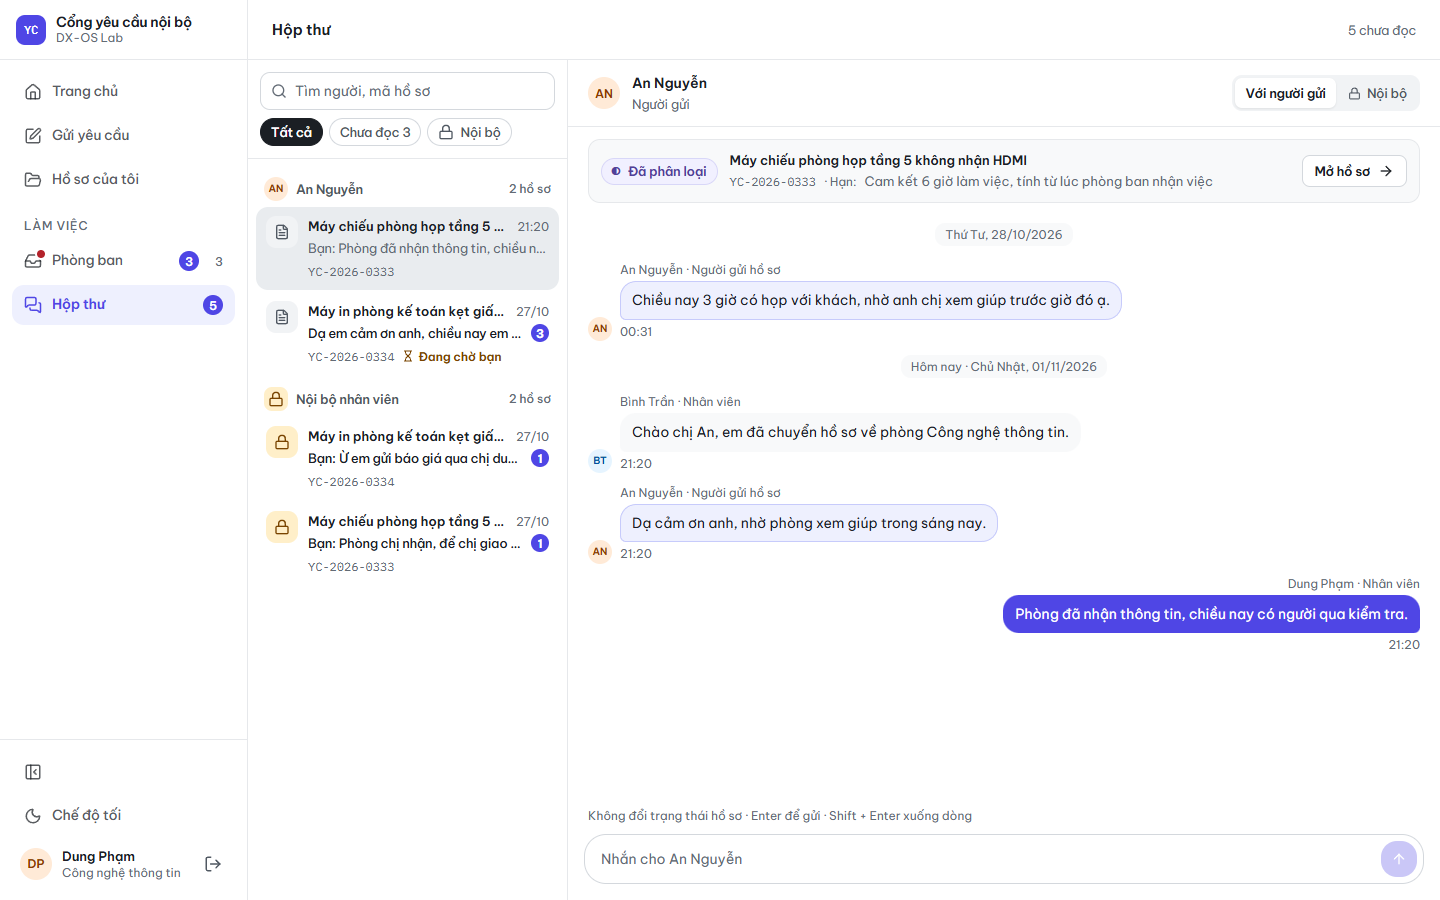 YC
Cổng yêu cầu nội bộ
DX-OS Lab
Trang chủ
Gửi yêu cầu
Hồ sơ của tôi
LÀM VIỆC
Phòng ban 3 3
Hộp thư 5
Chế độ tối
DP
Dung Phạm
Công nghệ thông tin
Hộp thư
5 chưa đọc
Tìm người, mã hồ sơ
Tất cả
Chưa đọc 3
Nội bộ
AN An Nguyễn 2 hồ sơ
Máy chiếu phòng họp tầng 5 ... 21:20
Bạn: Phòng đã nhận thông tin, chiều n...
YC-2026-0333
Máy in phòng kế toán kẹt giấ... 27/10
Dạ em cảm ơn anh, chiều nay em ... 3
YC-2026-0334 Đang chờ bạn
Nội bộ nhân viên 2 hồ sơ
Máy in phòng kế toán kẹt giấ... 27/10
Bạn: Ừ em gửi báo giá qua chị du... 1
YC-2026-0334
Máy chiếu phòng họp tầng 5 ... 27/10
Bạn: Phòng chị nhận, để chị giao ... 1
YC-2026-0333
AN
An Nguyễn
Người gửi
Với người gửi
Nội bộ
Đã phân loại
Máy chiếu phòng họp tầng 5 không nhận HDMI
YC-2026-0333 · Hạn: Cam kết 6 giờ làm việc, tính từ lúc phòng ban nhận việc
Mở hồ sơ
Thứ Tư, 28/10/2026
An Nguyễn · Người gửi hồ sơ
Chiều nay 3 giờ có họp với khách, nhờ anh chị xem giúp trước giờ đó ạ.
AN 00:31
Hôm nay · Chủ Nhật, 01/11/2026
Bình Trần · Nhân viên
Chào chị An, em đã chuyển hồ sơ về phòng Công nghệ thông tin.
BT 21:20
An Nguyễn · Người gửi hồ sơ
Dạ cảm ơn anh, nhờ phòng xem giúp trong sáng nay.
AN 21:20
Dung Phạm · Nhân viên
Phòng đã nhận thông tin, chiều nay có người qua kiểm tra.
21:20
Không đổi trạng thái hồ sơ · Enter để gửi · Shift + Enter xuống dòng
Nhắn cho An Nguyễn